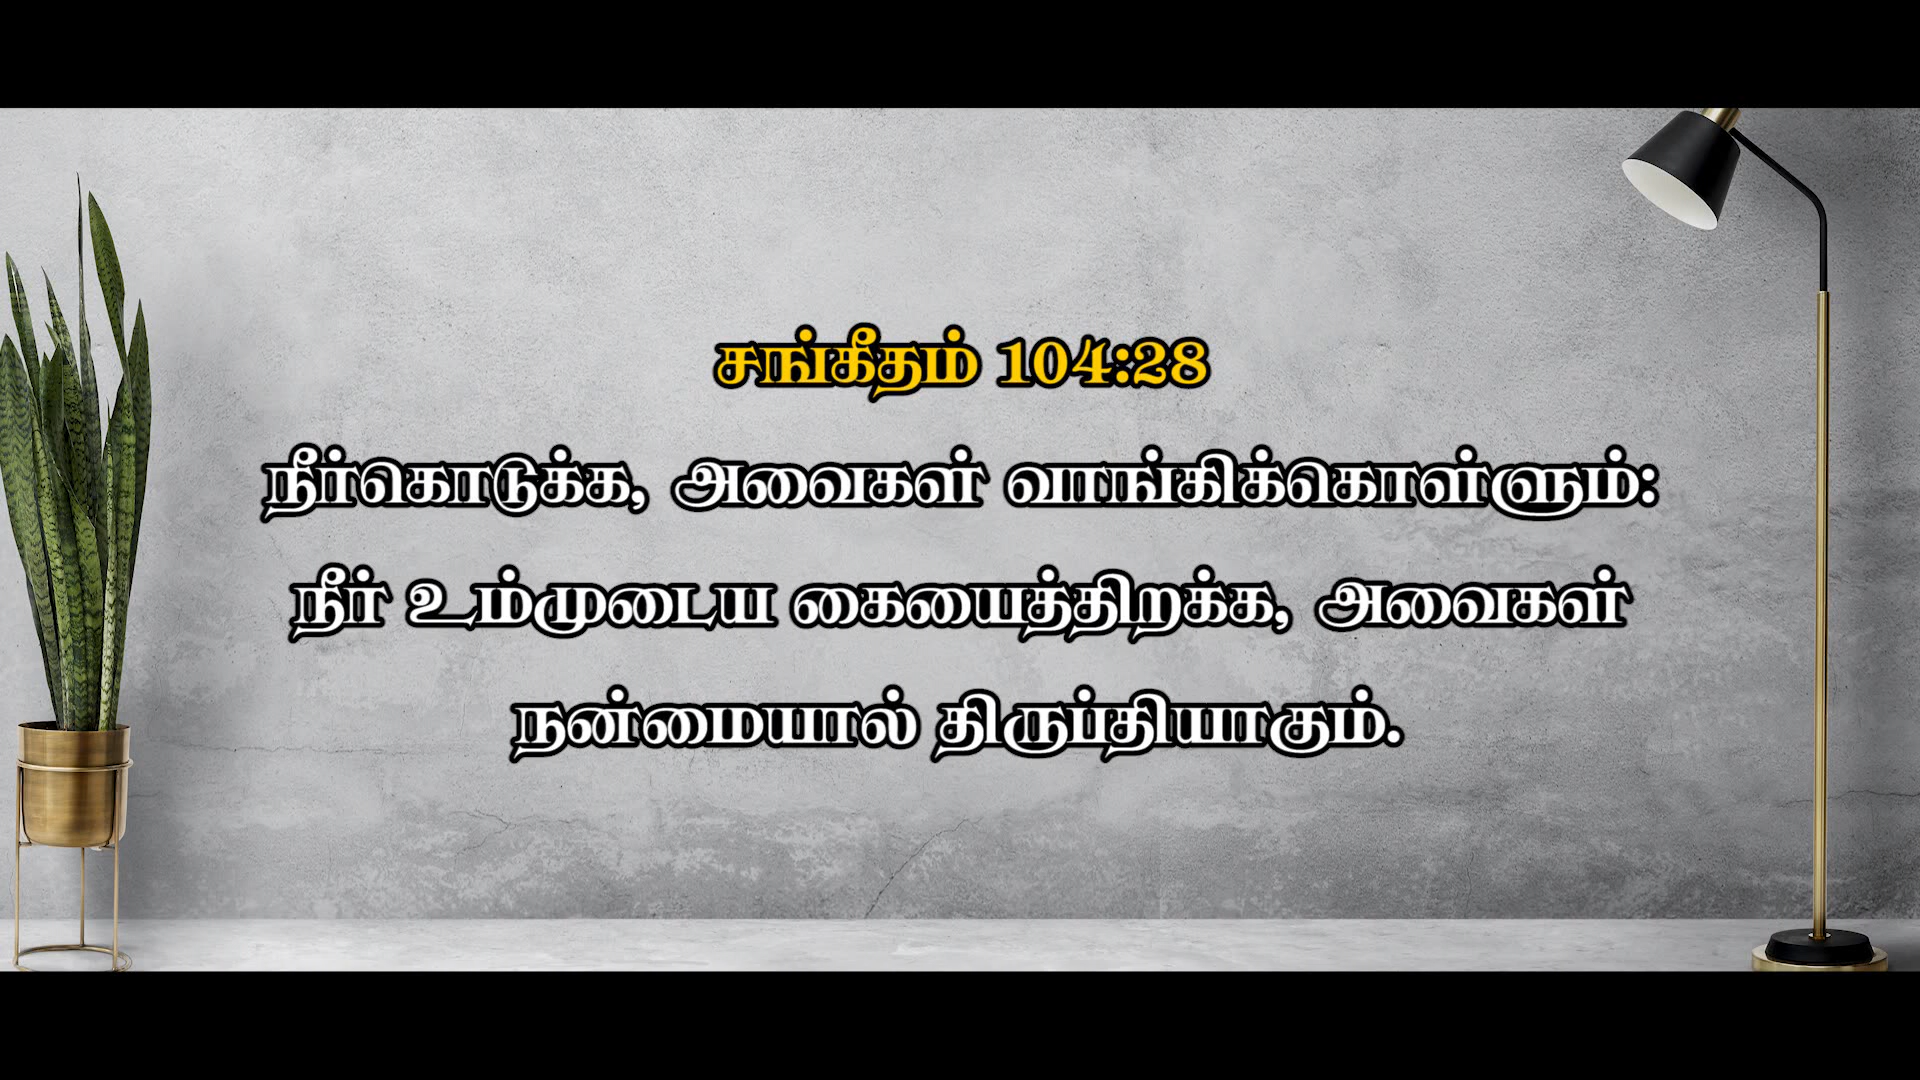 சங்கீதம் 104:28
நீர்கொடுக்க, அவைகள் வாங்கிக்கொள்ளும்:
நீர் உம்முடைய கையைத்திறக்க, அவைகள்
நன்மையால் திருப்தியாகும்.